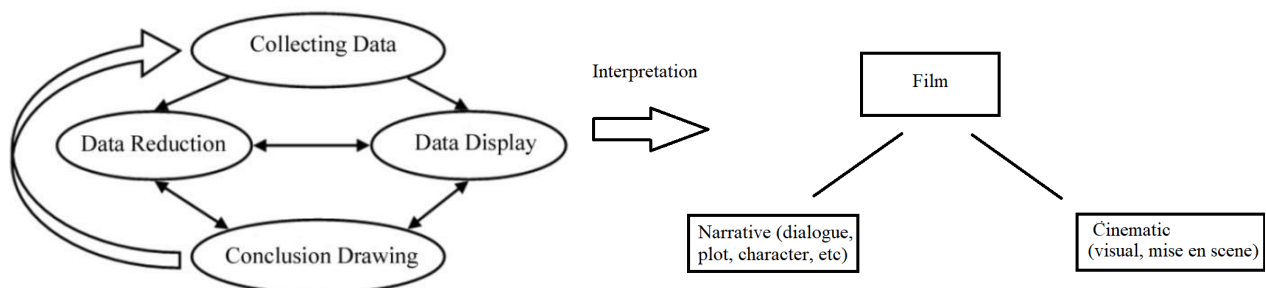 Collecting Data
Data Reduction
Data Display
Conclusion Drawing
Interpretation
Film
Narrative (dialogue,
plot, character, etc)
Cinematic
(visual, mise en scene)